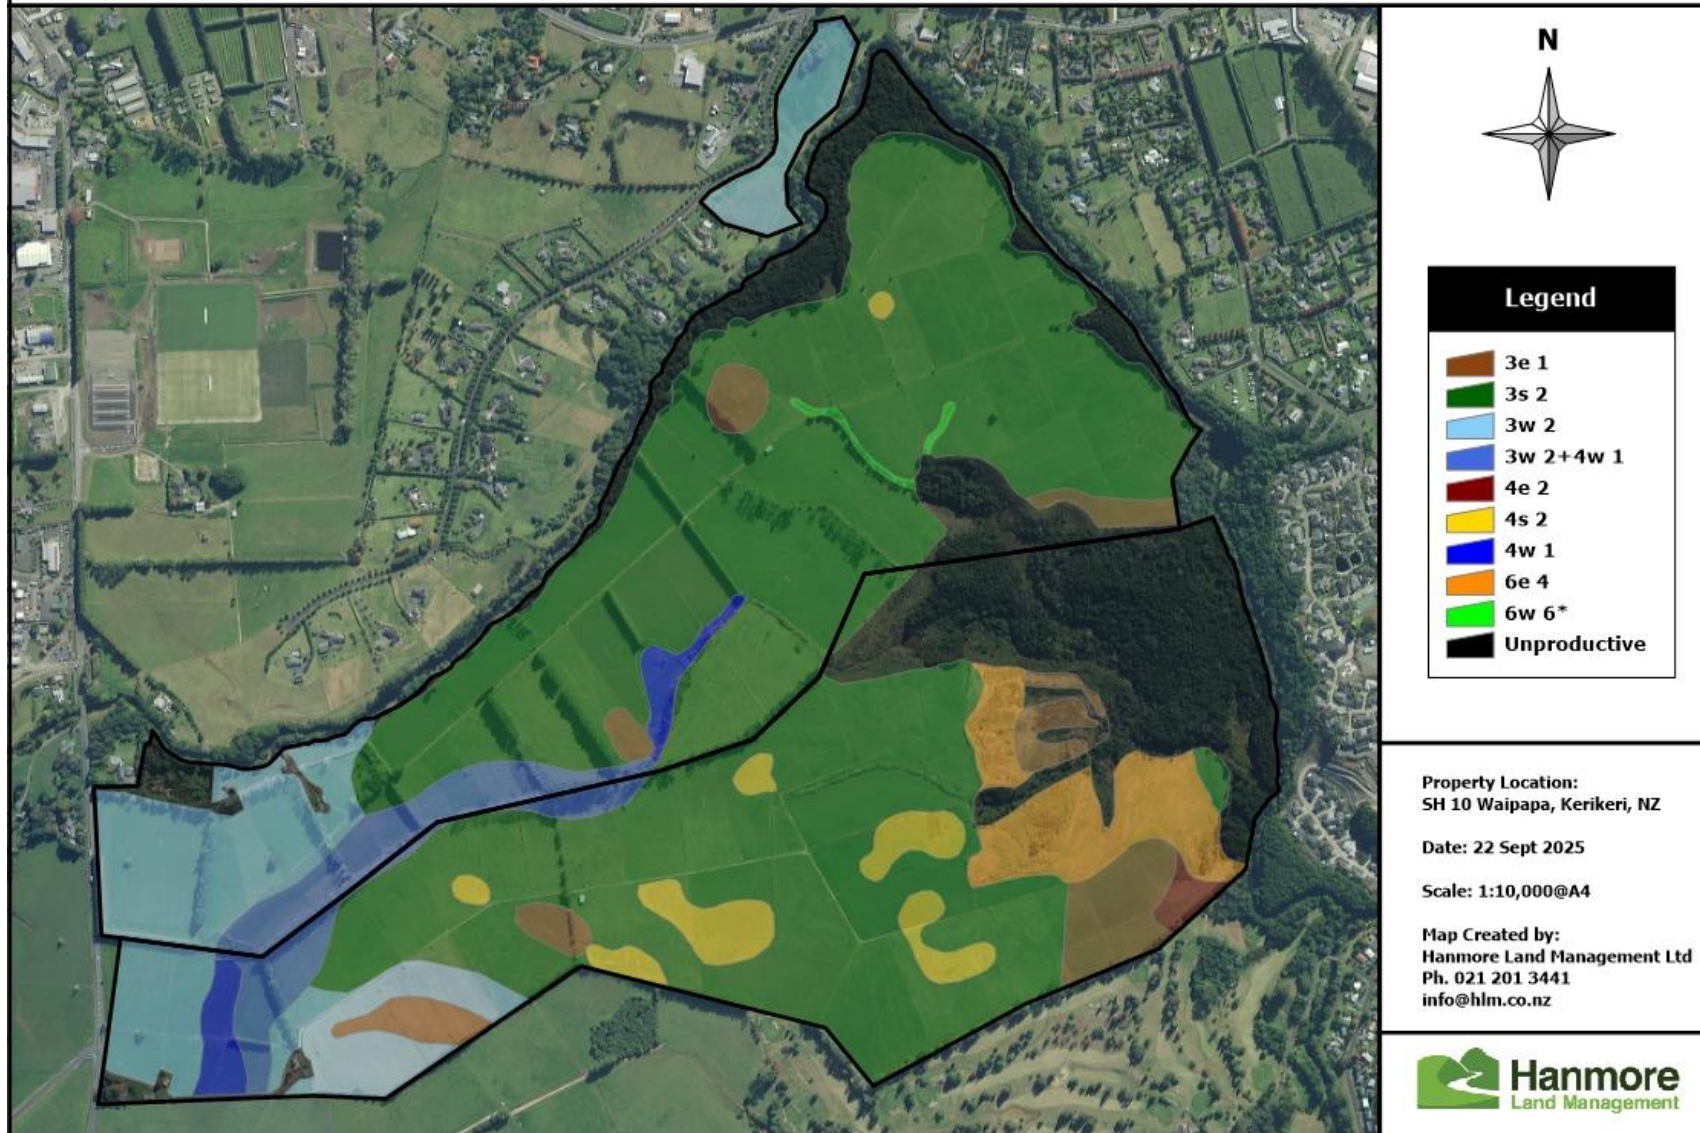 N
Legend
3e 1
3s 2
3w 2
3w 2+4w 1
4e 2
4s 2
4w 1
6e 4
6w 6*
Unproductive
Property Location:
SH 10 Waipapa, Kerikeri, NZ
Date: 22 Sept 2025
Scale: 1:10,000@A4
Map Created by:
Hanmore Land Management Ltd
Ph. 021 201 3441
info@hlm.co.nz
Hanmore
Land Management